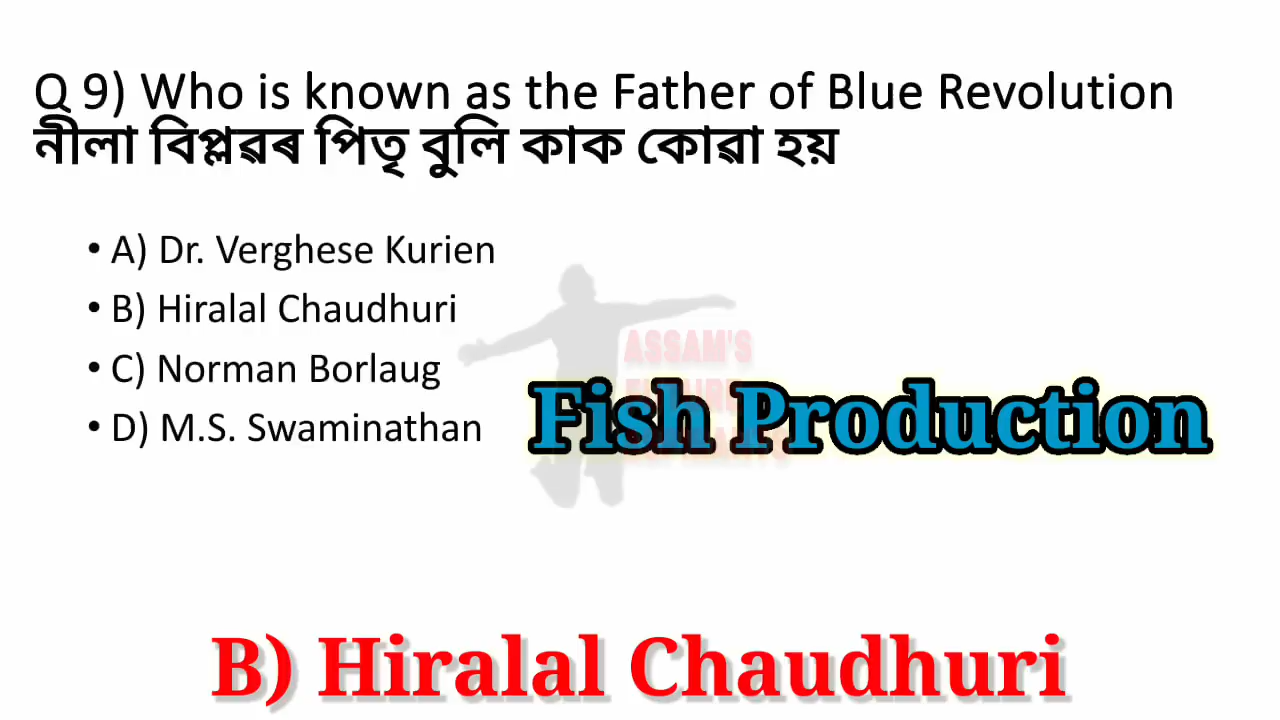 Q 9) Who is known as the Father of Blue Revolution
নীলা বিপ্লৱৰ পিতৃ বুলি কাক কোৱা হয়
• A) Dr. Verghese Kurien
• B) Hiralal Chaudhuri
• C) Norman Borlaug
• D) M.S. Swaminathan
ASSAM'S
Fish Production
B) Hiralal Chaudhuri